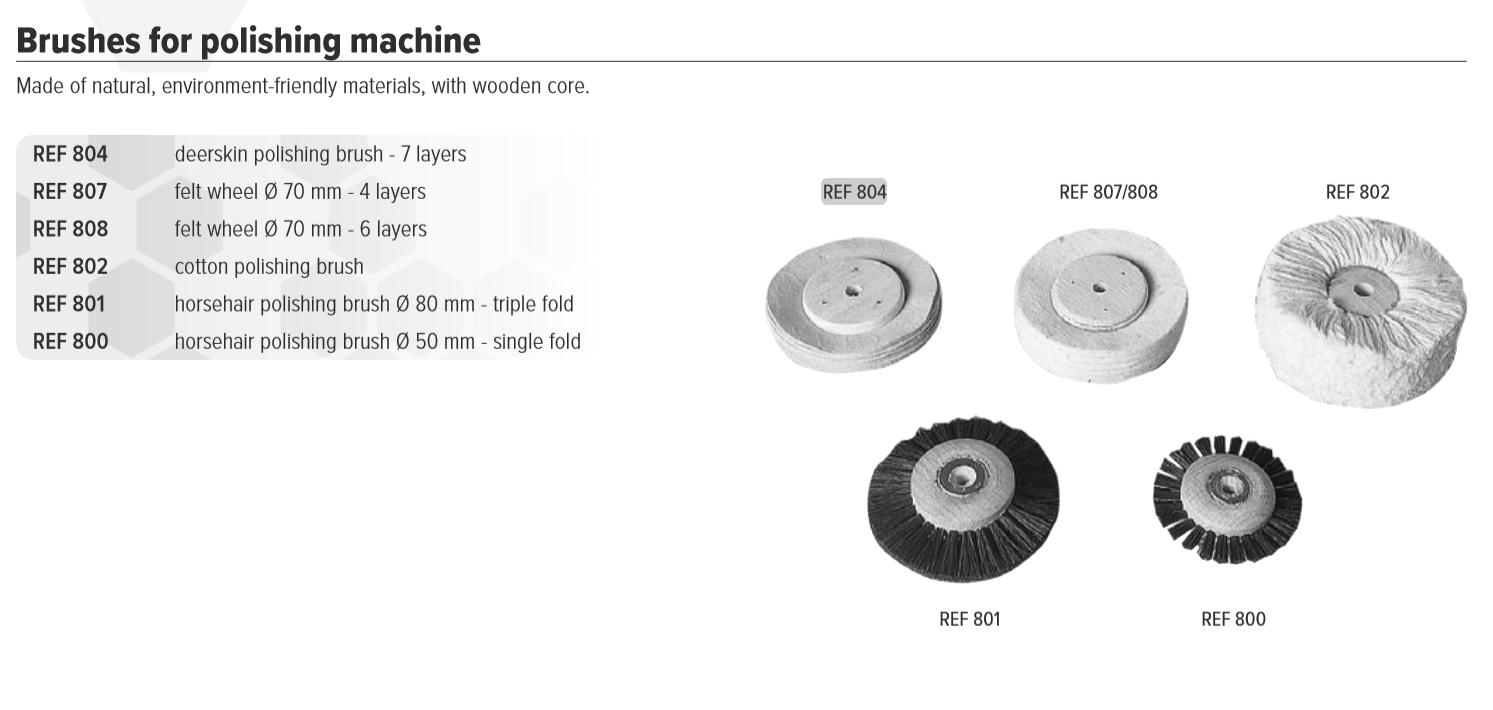 Brushes for polishing machine
Made of natural, environment-friendly materials, with wooden core.
REF 804 deerskin polishing brush - 7 layers
REF 807 felt wheel Ø 70 mm - 4 layers
REF 808 felt wheel Ø 70 mm - 6 layers
REF 802 cotton polishing brush
REF 801 horsehair polishing brush Ø 80 mm - triple fold
REF 800 horsehair polishing brush Ø 50 mm - single fold
REF 804 REF 807/808 REF 802
REF 801 REF 800